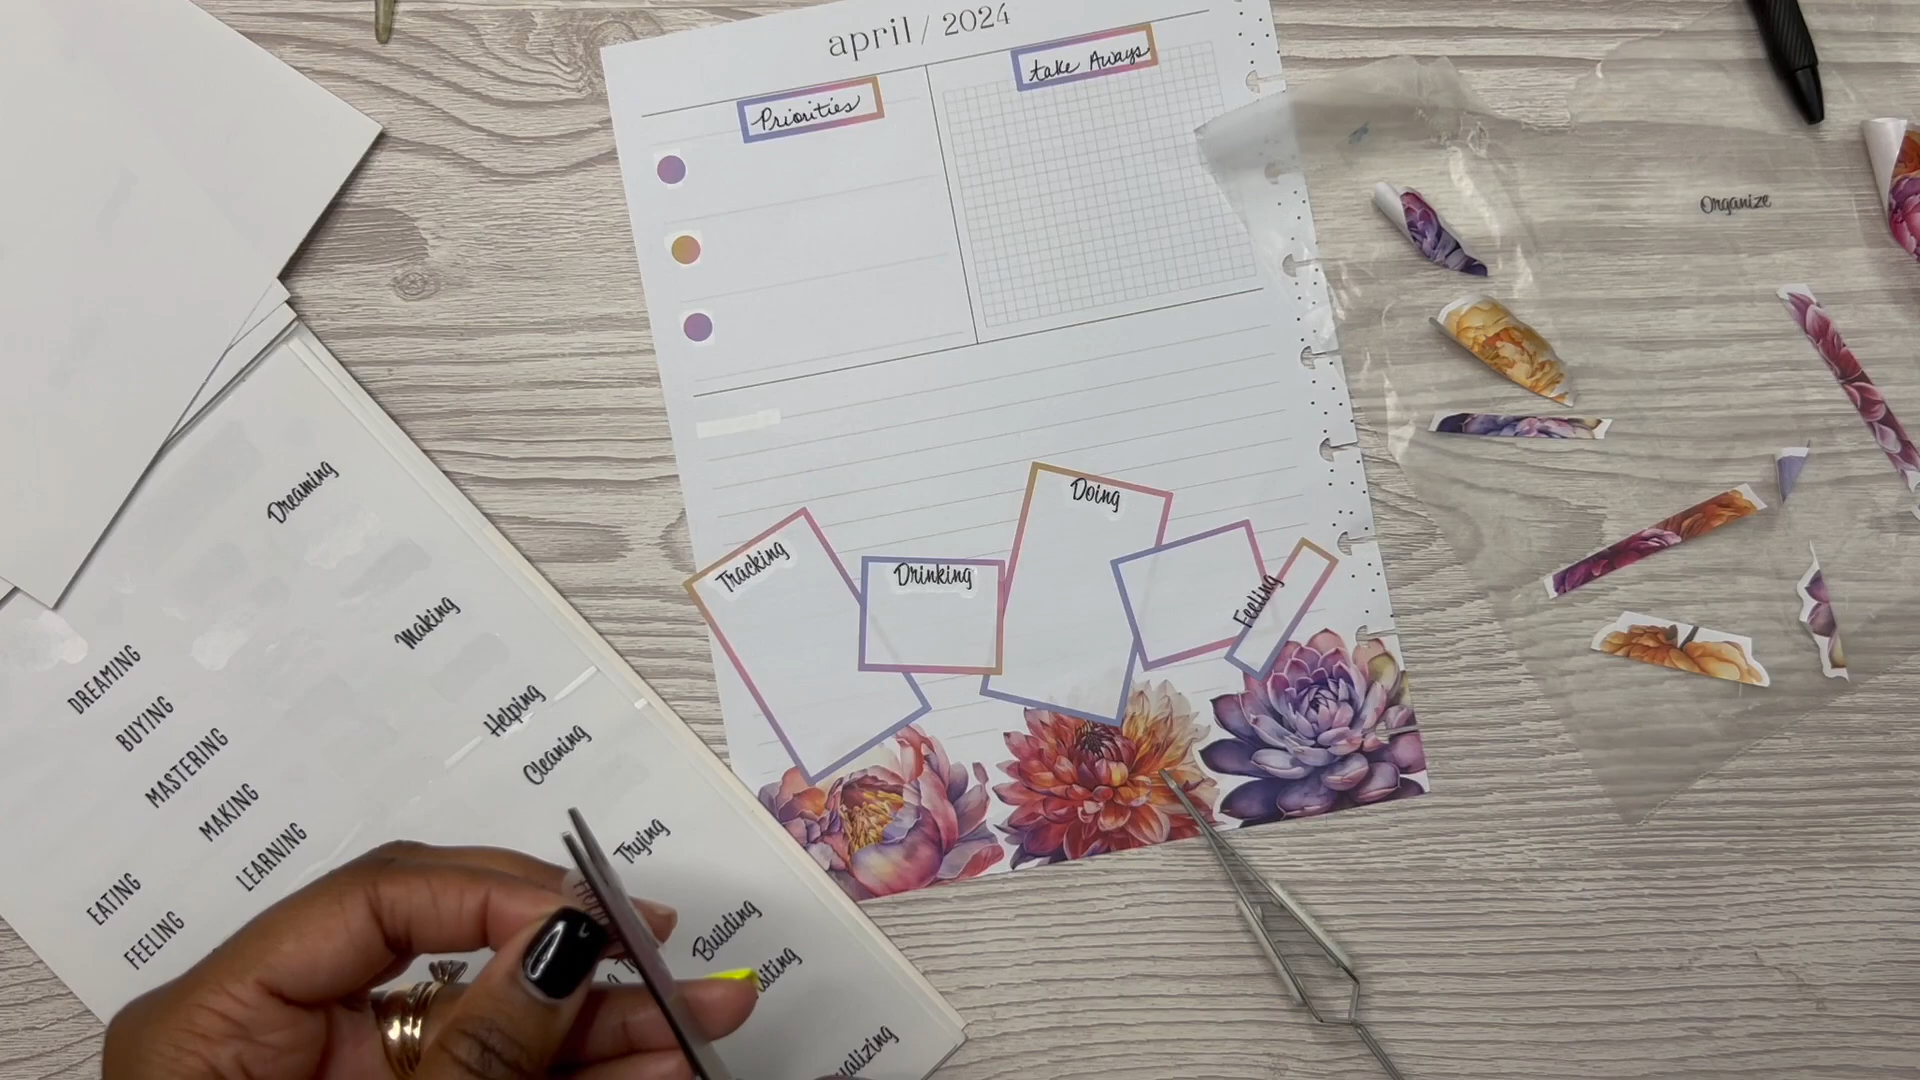 april / 2024
Priorities
take Aways
Organize
Tracking
Drinking
Doing
Feeling
Dreaming
Making
Helping
Cleaning
Trying
Building
DREAMING
BUYING
MASTERING
MAKING
LEARNING
EATING
FEELING